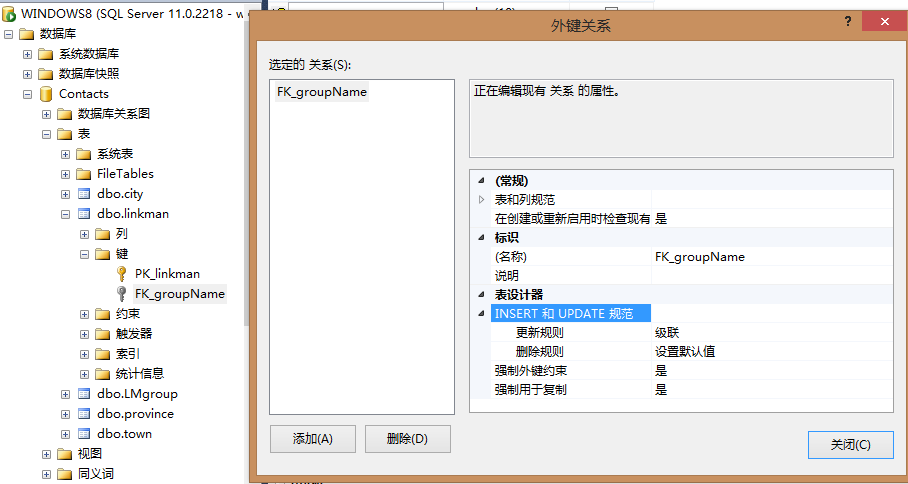 WINDOWS8 (SQL Server 11.0.2218 - w
数据库
系统数据库
数据库快照
Contacts
数据库关系图
表
系统表
FileTables
dbo.city
dbo.linkman
列
键
PK_linkman
FK_groupName
约束
触发器
索引
统计信息
dbo.LMgroup
dbo.province
dbo.town
视图
同义词
外键关系
?
选定的 关系(S):
FK_groupName
添加(A)
删除(D)
正在编辑现有 关系 的属性。
(常规)
表和列规范
在创建或重新启用时检查现有 是
标识
(名称) FK_groupName
说明
表设计器
INSERT 和 UPDATE 规范
更新规则 级联
删除规则 设置默认值
强制外键约束 是
强制用于复制 是
关闭(C)